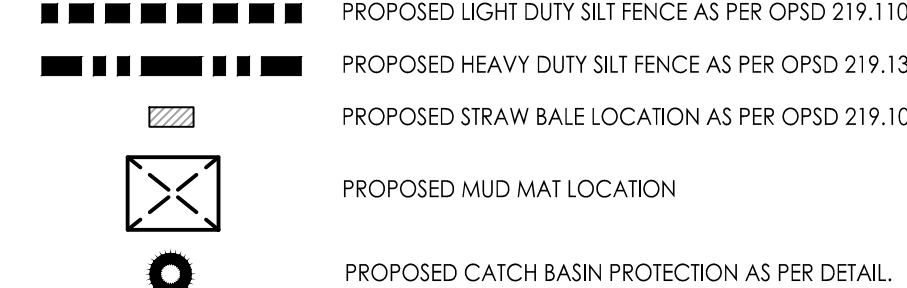 PROPOSED LIGHT DUTY SILT FENCE AS PER OPSD 219.110
PROPOSED HEAVY DUTY SILT FENCE AS PER OPSD 219.13
PROPOSED STRAW BALE LOCATION AS PER OPSD 219.10
PROPOSED MUD MAT LOCATION
PROPOSED CATCH BASIN PROTECTION AS PER DETAIL.